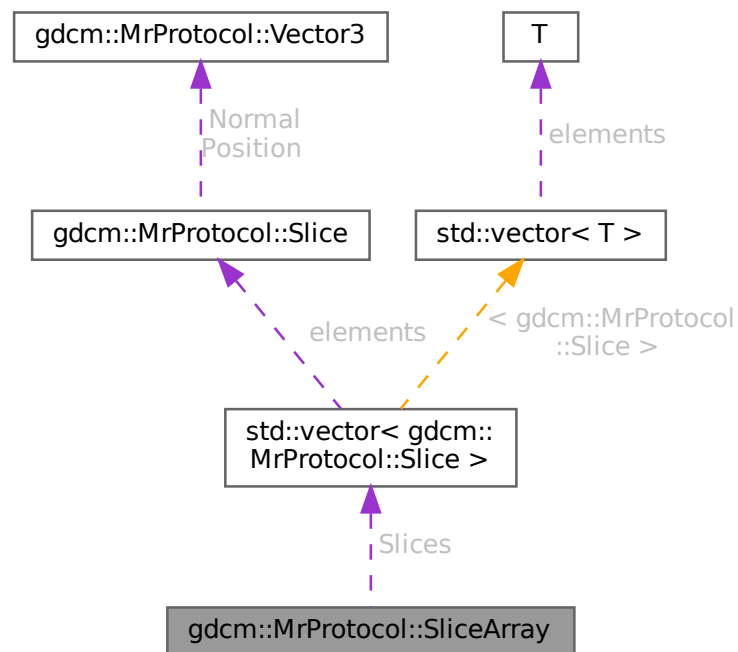 gdcm::MrProtocol::Vector3
T
Normal
Position
elements
gdcm::MrProtocol::Slice
std::vector< T >
elements
< gdcm::MrProtocol
::Slice >
std::vector< gdcm::
MrProtocol::Slice >
Slices
gdcm::MrProtocol::SliceArray